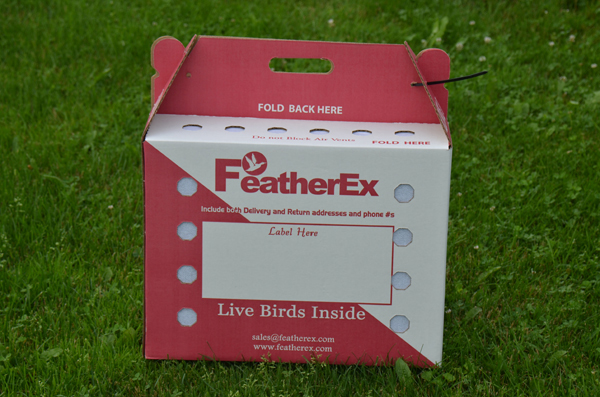 FOLD BACK HERE
Do not Block Air Vents
FOLD HERE
FeatherEx
Include both Delivery and Return addresses and phone #s
Label Here
Live Birds Inside
sales@featherex.com
www.featherex.com